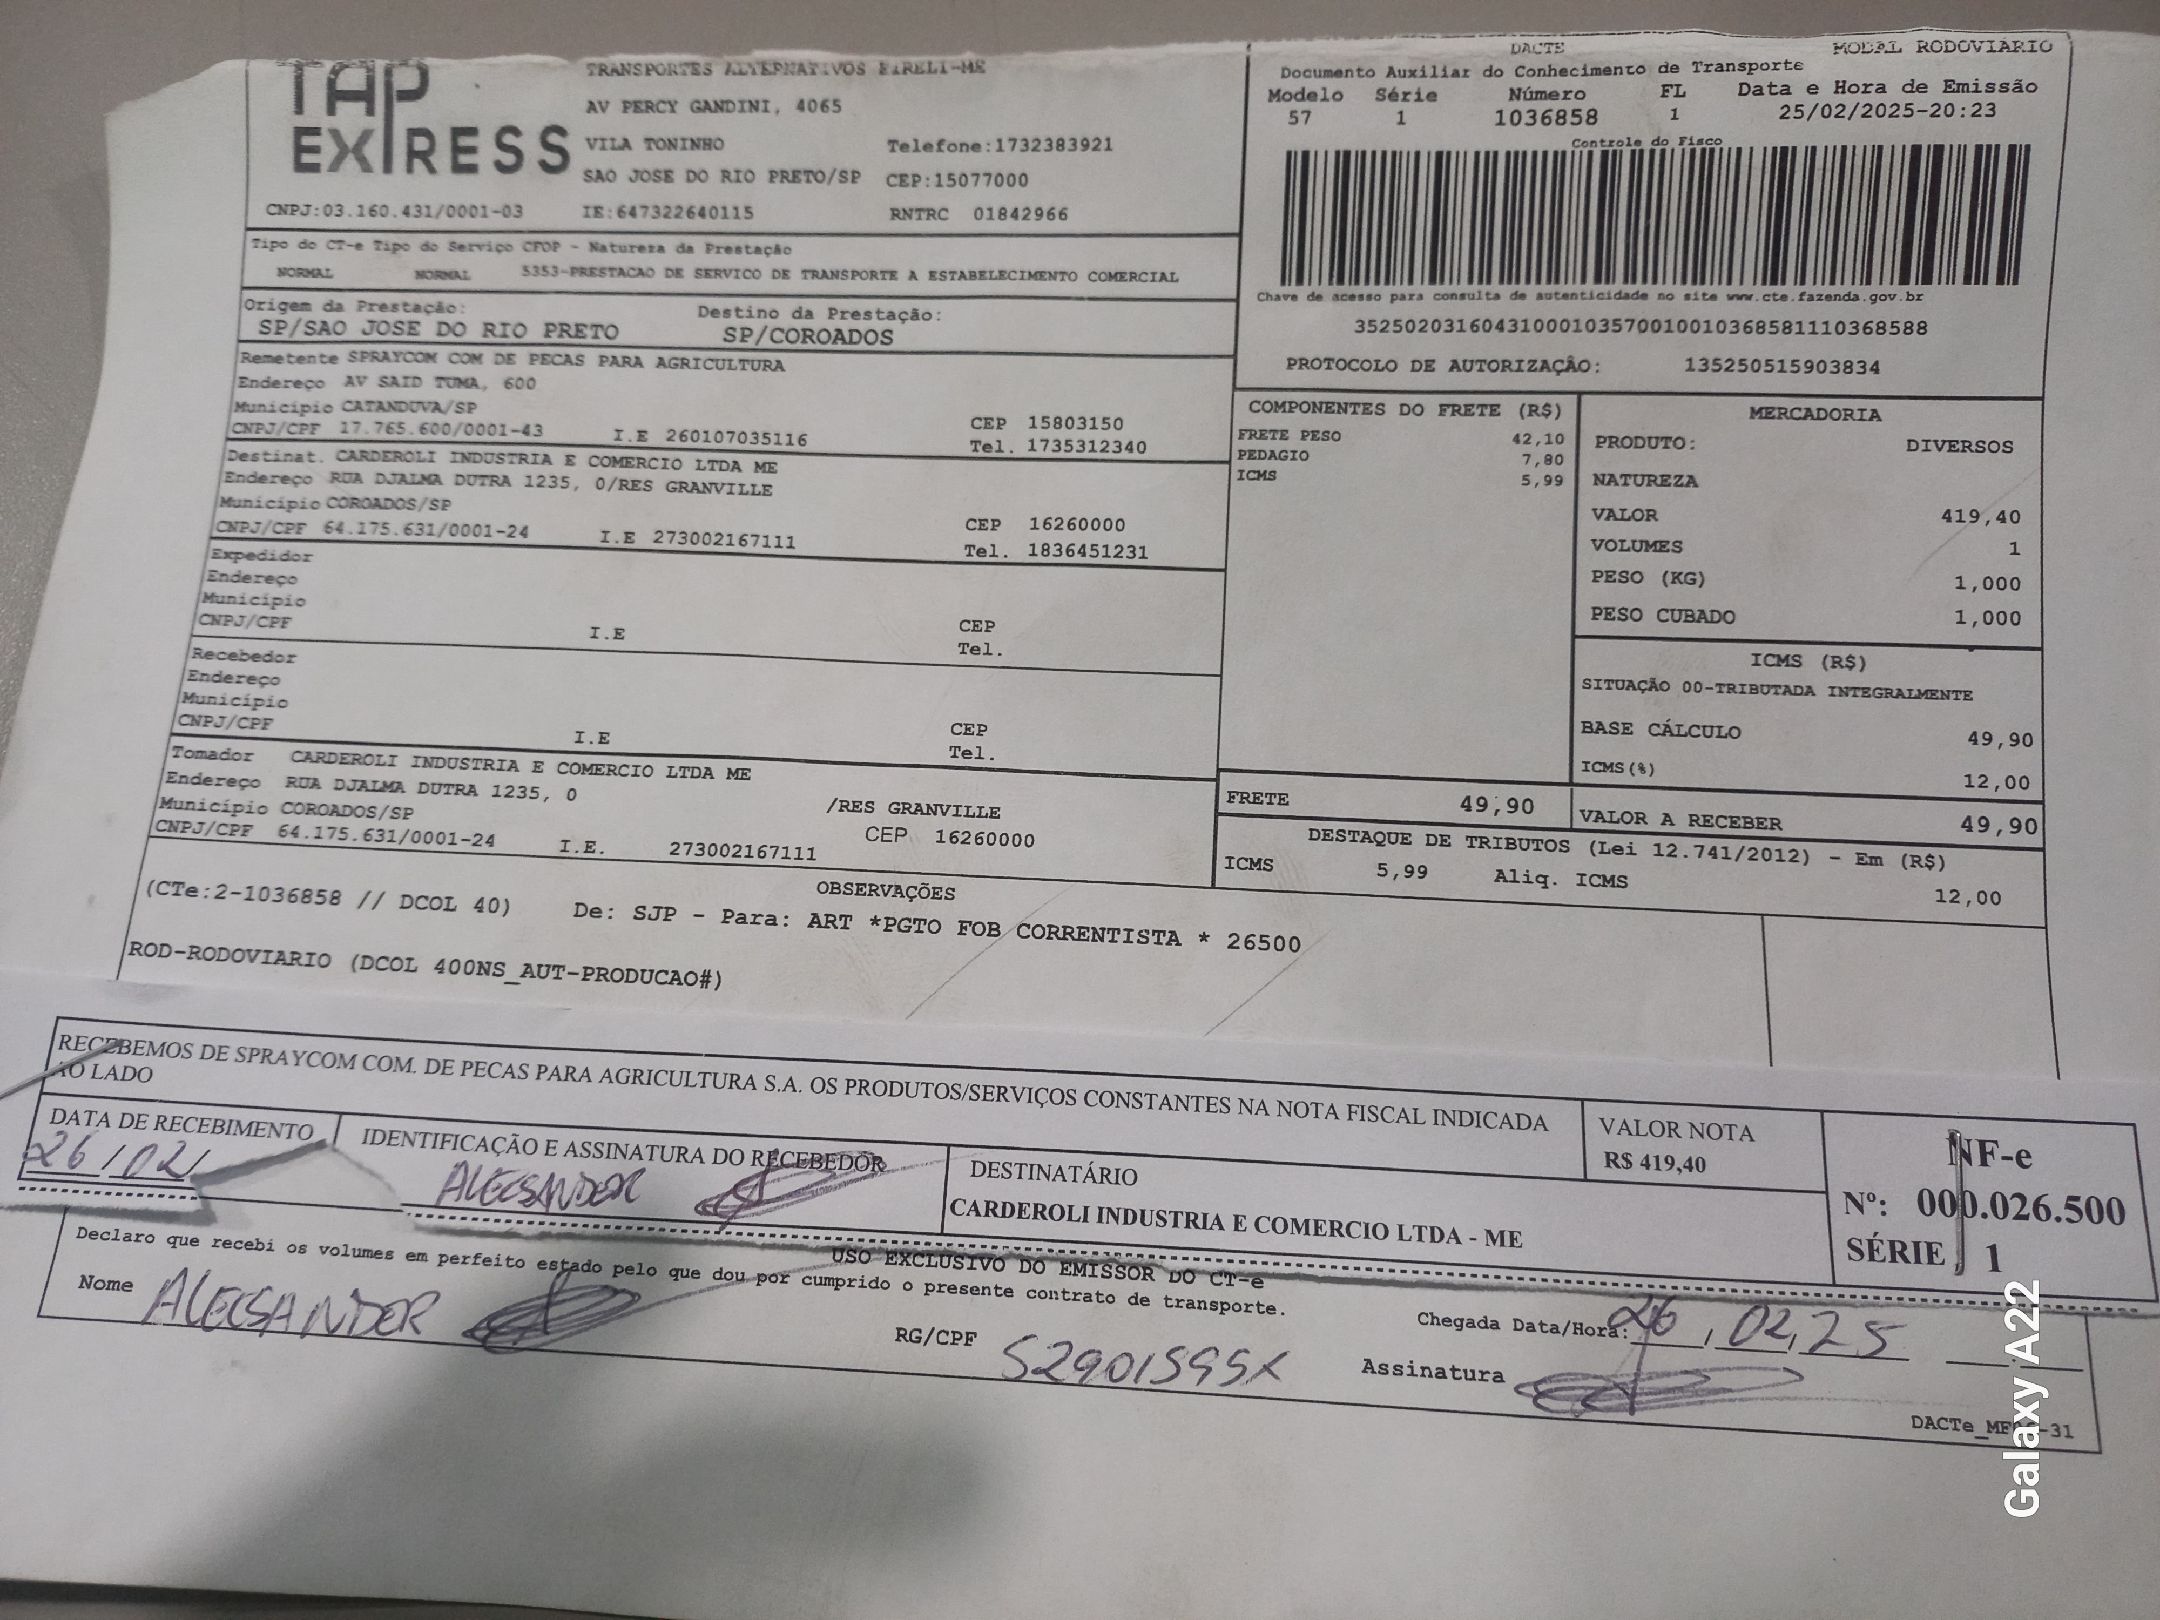 TAP
EXPRESS
TRANSPORTES ALTERNATIVOS EIRELI-ME
AV PERCY GANDINI, 4065
VILA TONINHO Telefone:1732383921
SAO JOSE DO RIO PRETO/SP CEP:15077000
CNPJ:03.160.431/0001-03 IE:647322640115 RNTRC 01842966
DACTE MODAL RODOVIÁRIO
Documento Auxiliar do Conhecimento de Transporte
Modelo Série Número FL Data e Hora de Emissão
57 1 1036858 1 25/02/2025-20:23
Controle do Fisco
Chave de acesso para consulta de autenticidade no site www.cte.fazenda.gov.br
35250203160431000103570010010368581110368588
PROTOCOLO DE AUTORIZAÇÃO: 135250515903834
Tipo do CT-e Tipo do Serviço CFOP - Natureza da Prestação
NORMAL NORMAL 5353-PRESTACAO DE SERVICO DE TRANSPORTE A ESTABELECIMENTO COMERCIAL
Origem da Prestação: Destino da Prestação:
SP/SAO JOSE DO RIO PRETO SP/COROADOS
Remetente SPRAYCOM COM DE PECAS PARA AGRICULTURA
Endereço AV SAID TUMA, 600
Município CATANDUVA/SP CEP 15803150
CNPJ/CPF 17.765.600/0001-43 I.E 260107035116 Tel. 1735312340
Destinat. CARDEROLI INDUSTRIA E COMERCIO LTDA ME
Endereço RUA DJALMA DUTRA 1235, 0/RES GRANVILLE
Município COROADOS/SP CEP 16260000
CNPJ/CPF 64.175.631/0001-24 I.E 273002167111 Tel. 1836451231
Expedidor
Endereço
Município CEP
CNPJ/CPF I.E Tel.
Recebedor
Endereço
Município CEP
CNPJ/CPF I.E Tel.
Tomador CARDEROLI INDUSTRIA E COMERCIO LTDA ME
Endereço RUA DJALMA DUTRA 1235, 0 /RES GRANVILLE
Município COROADOS/SP CEP 16260000
CNPJ/CPF 64.175.631/0001-24 I.E. 273002167111
COMPONENTES DO FRETE (R$)
FRETE PESO 42,10
PEDAGIO 7,80
ICMS 5,99
MERCADORIA
PRODUTO: DIVERSOS
NATUREZA
VALOR 419,40
VOLUMES 1
PESO (KG) 1,000
PESO CUBADO 1,000
ICMS (R$)
SITUAÇÃO 00-TRIBUTADA INTEGRALMENTE
BASE CÁLCULO 49,90
ICMS(%) 12,00
FRETE 49,90 VALOR A RECEBER 49,90
DESTAQUE DE TRIBUTOS (Lei 12.741/2012) - Em (R$)
ICMS 5,99 Aliq. ICMS 12,00
OBSERVAÇÕES
(CTe:2-1036858 // DCOL 40) De: SJP - Para: ART *PGTO FOB CORRENTISTA * 26500
ROD-RODOVIARIO (DCOL 400NS_AUT-PRODUCAO#)
RECEBEMOS DE SPRAYCOM COM. DE PECAS PARA AGRICULTURA S.A. OS PRODUTOS/SERVIÇOS CONSTANTES NA NOTA FISCAL INDICADA
AO LADO
DATA DE RECEBIMENTO
26/02/
IDENTIFICAÇÃO E ASSINATURA DO RECEBEDOR
ALECSANDER
DESTINATÁRIO
CARDEROLI INDUSTRIA E COMERCIO LTDA - ME
VALOR NOTA
R$ 419,40
NF-e
Nº: 000.026.500
SÉRIE 1
USO EXCLUSIVO DO EMISSOR DO CT-e
Declaro que recebi os volumes em perfeito estado pelo que dou por cumprido o presente contrato de transporte.
Nome ALECSANDER RG/CPF 52901595X
Chegada Data/Hora: 26,02,25
Assinatura
Galaxy A22